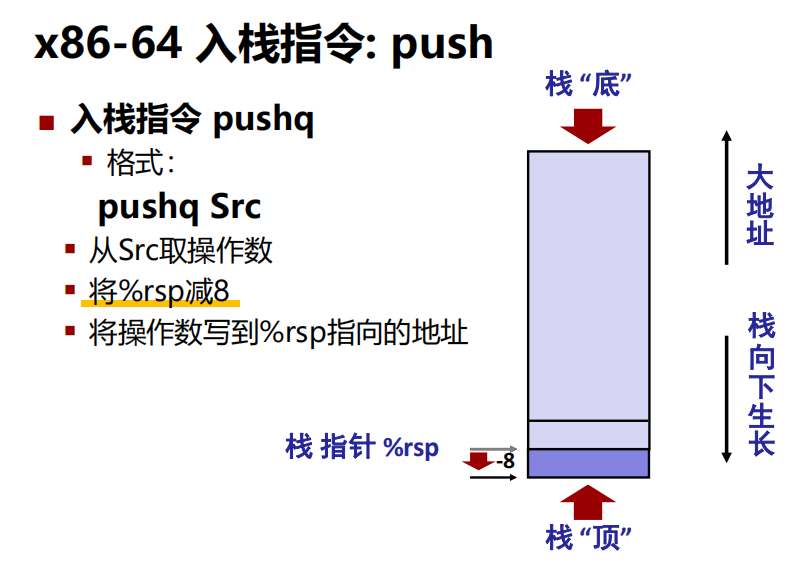 x86-64 入栈指令: push
入栈指令 pushq
格式：
pushq Src
从Src取操作数
将%rsp减8
将操作数写到%rsp指向的地址
栈 “底”
大地址
栈向下生长
栈 指针 %rsp
-8
栈 “顶”